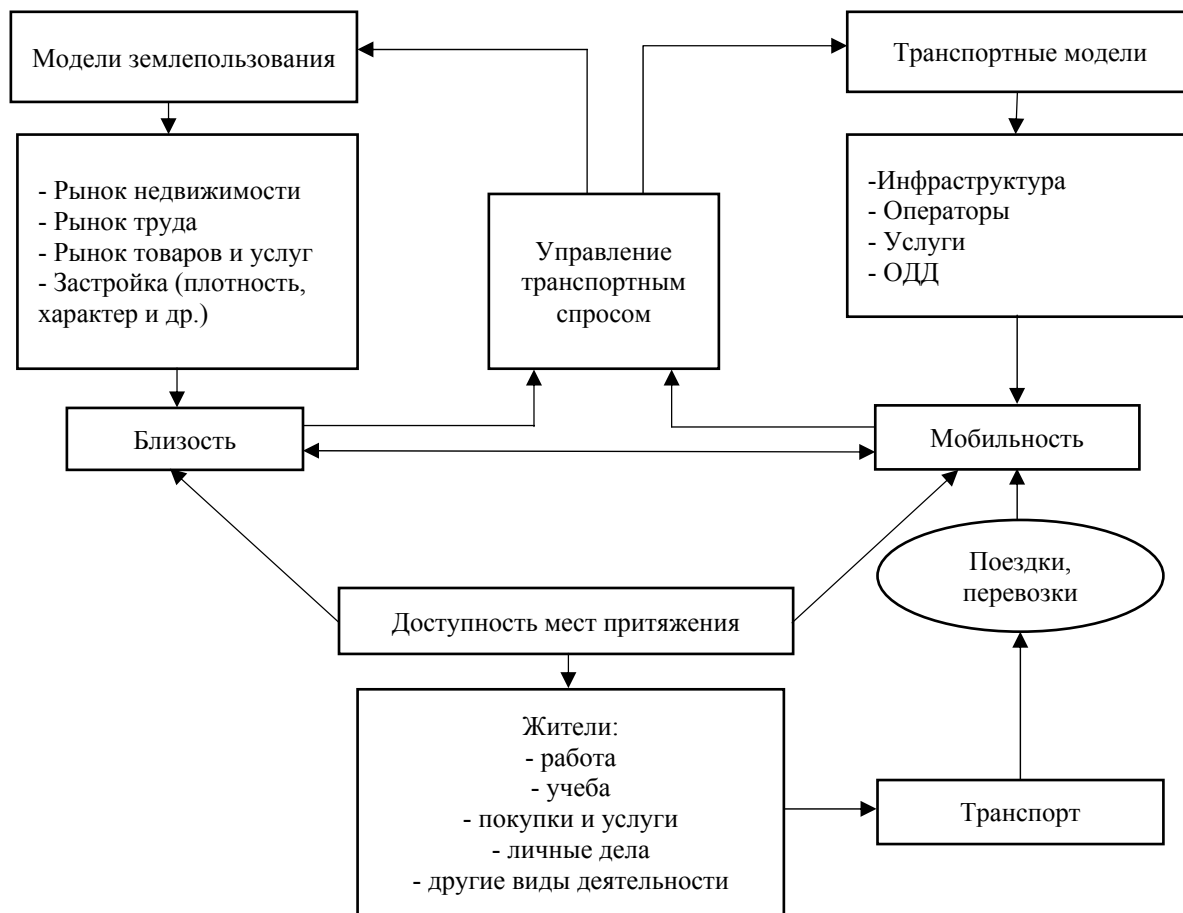 Модели землепользования
Транспортные модели
- Рынок недвижимости
- Рынок труда
- Рынок товаров и услуг
- Застройка (плотность,
характер и др.)
Управление
транспортным
спросом
-Инфраструктура
- Операторы
- Услуги
- ОДД
Близость
Мобильность
Поездки,
перевозки
Доступность мест притяжения
Жители:
- работа
- учеба
- покупки и услуги
- личные дела
- другие виды деятельности
Транспорт